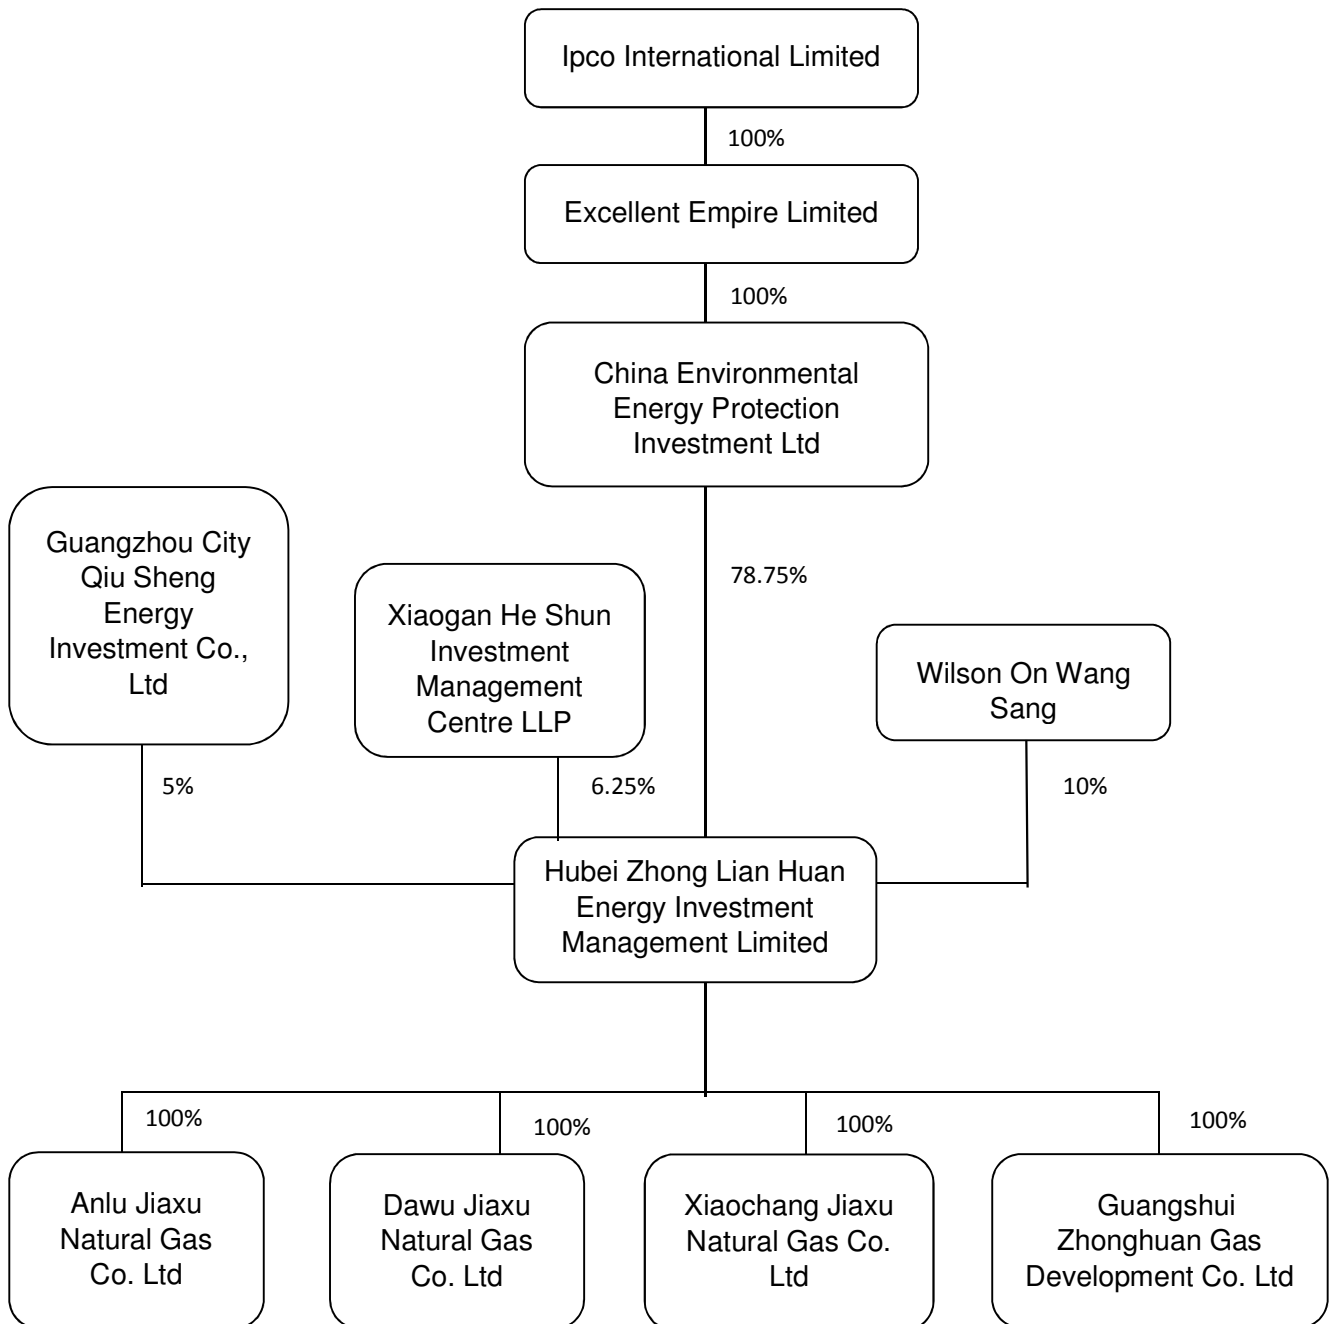 Ipco International Limited
100%
Excellent Empire Limited
100%
China Environmental
Energy Protection
Investment Ltd
Guangzhou City
Qiu Sheng
Energy
Investment Co.,
Ltd
Xiaogan He Shun
Investment
Management
Centre LLP
78.75%
Wilson On Wang
Sang
5%
6.25%
10%
Hubei Zhong Lian Huan
Energy Investment
Management Limited
100%
100%
100%
100%
Anlu Jiaxu
Natural Gas
Co. Ltd
Dawu Jiaxu
Natural Gas
Co. Ltd
Xiaochang Jiaxu
Natural Gas Co.
Ltd
Guangshui
Zhonghuan Gas
Development Co. Ltd